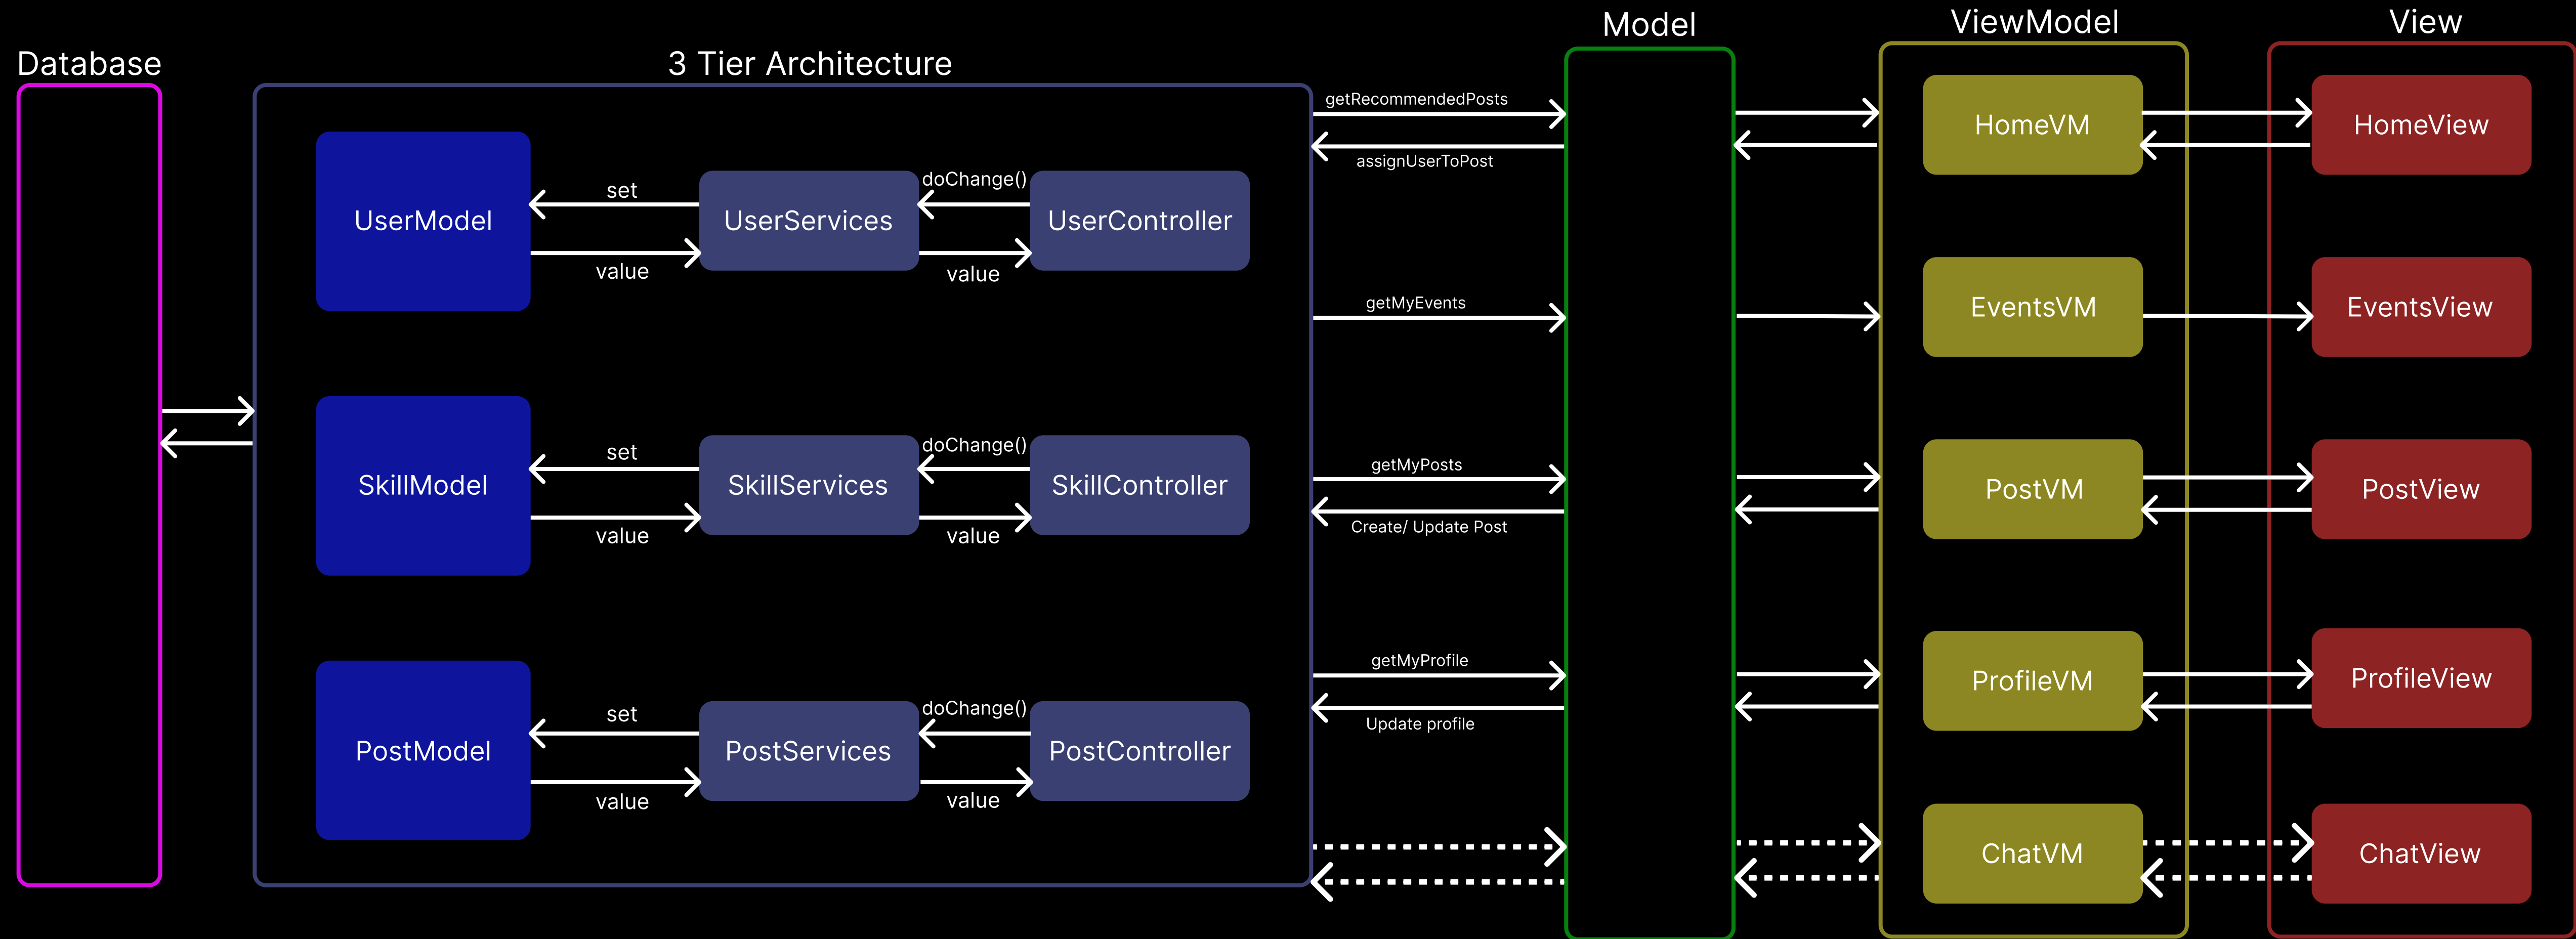 Database
3 Tier Architecture
Model
ViewModel
View
UserModel
set
value
UserServices
doChange()
value
UserController
SkillModel
set
value
SkillServices
doChange()
value
SkillController
PostModel
set
value
PostServices
doChange()
value
PostController
getRecommendedPosts
assignUserToPost
getMyEvents
getMyPosts
Create/ Update Post
getMyProfile
Update profile
HomeVM
EventsVM
PostVM
ProfileVM
ChatVM
HomeView
EventsView
PostView
ProfileView
ChatView